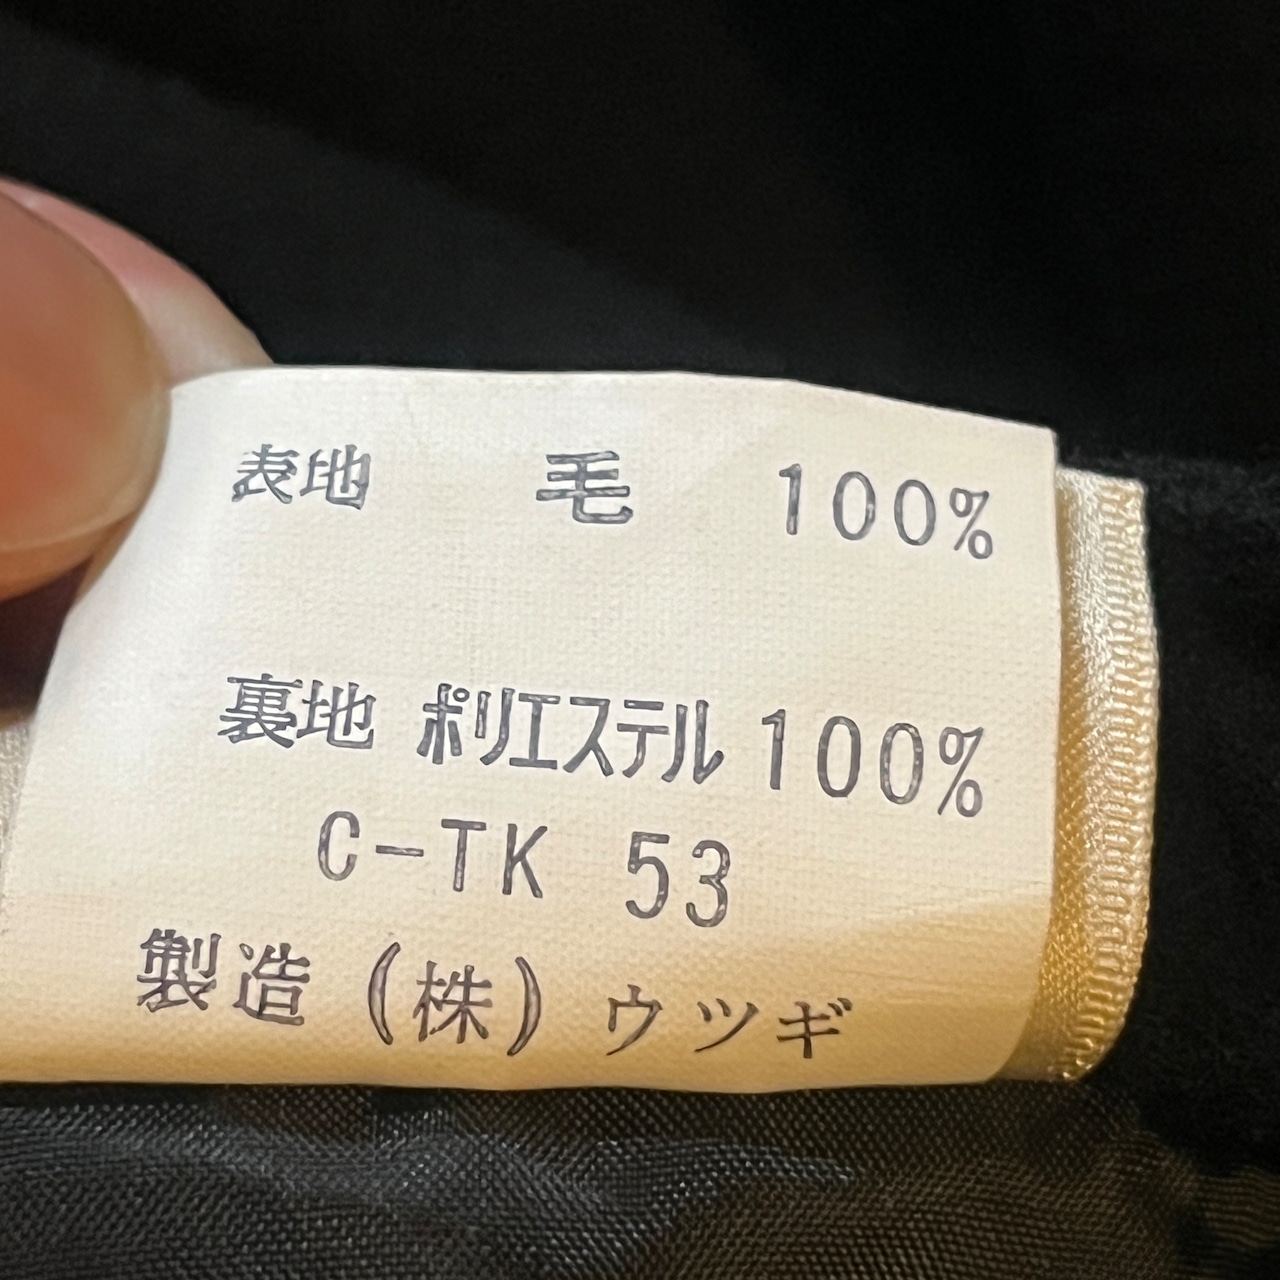 表地 毛 100%
裏地 ポリエステル 100%
C-TK 53
製造 (株) ウツギ